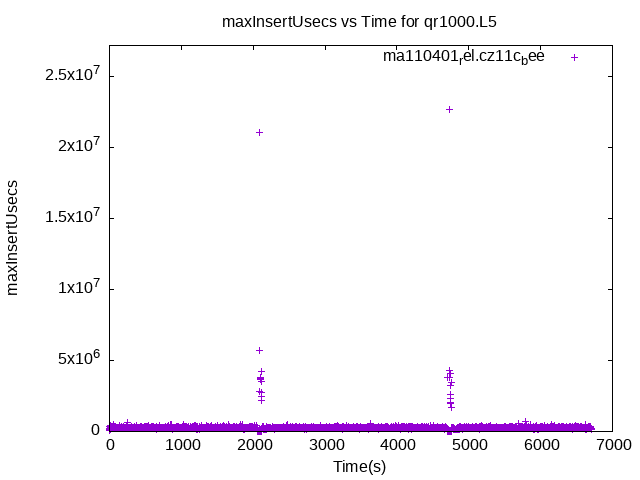 maxInsertUsecs vs Time for qr1000.L5
ma110401rel.cz11cbee
maxInsertUsecs
2.5x10^7
2x10^7
1.5x10^7
1x10^7
5x10^6
0
0 1000 2000 3000 4000 5000 6000 7000
Time(s)